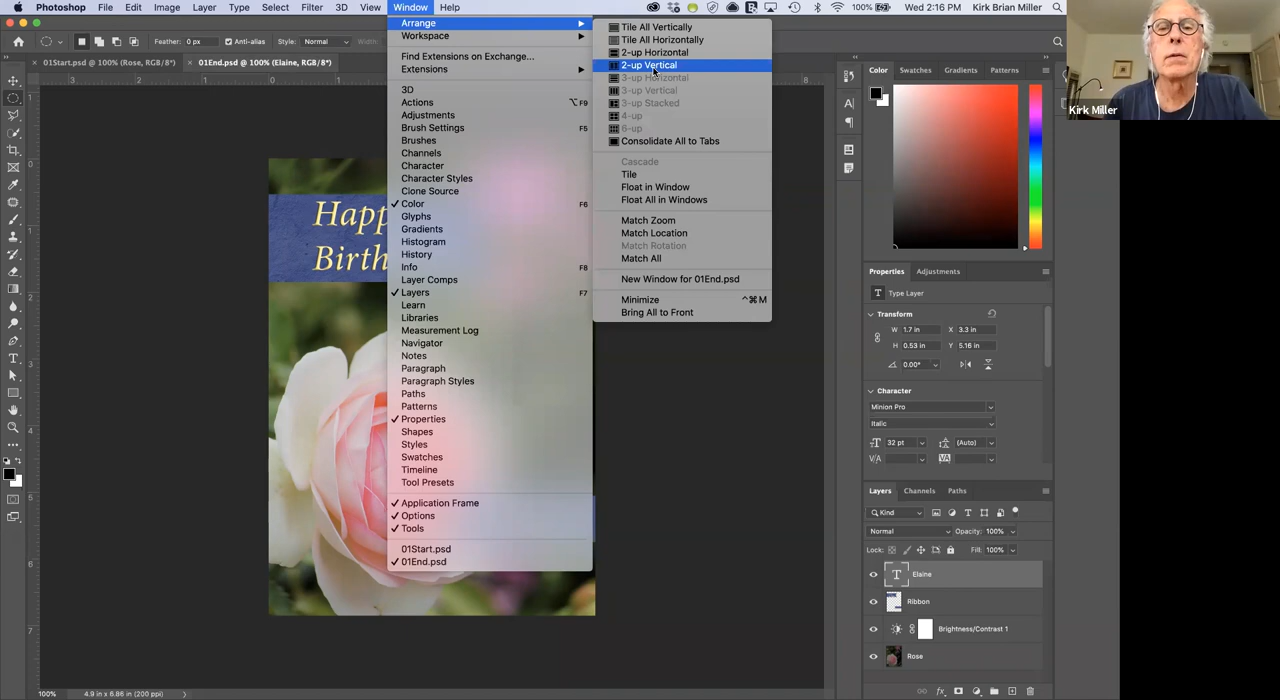 Photoshop File Edit Image Layer Type Select Filter 3D View Window Help 100% Wed 2:16 PM Kirk Brian Miller
Feather: 0 px Anti-alias Style: Normal Width:
01Start.psd @ 100% (Rose, RGB/8*) 01End.psd @ 100% (Elaine, RGB/8*)
Arrange
Workspace
Find Extensions on Exchange...
Extensions
3D
Actions ⌥F9
Adjustments
Brush Settings F5
Brushes
Channels
Character
Character Styles
Clone Source
✓ Color F6
Glyphs
Gradients
Histogram
History
Info F8
Layer Comps
✓ Layers F7
Learn
Libraries
Measurement Log
Navigator
Notes
Paragraph
Paragraph Styles
Paths
Patterns
✓ Properties
Shapes
Styles
Swatches
Timeline
Tool Presets
✓ Application Frame
✓ Options
✓ Tools
01Start.psd
✓ 01End.psd
Tile All Vertically
Tile All Horizontally
2-up Horizontal
2-up Vertical
3-up Horizontal
3-up Vertical
3-up Stacked
4-up
6-up
Consolidate All to Tabs
Cascade
Tile
Float in Window
Float All in Windows
Match Zoom
Match Location
Match Rotation
Match All
New Window for 01End.psd
Minimize ^⌘M
Bring All to Front
Happ
Birth
Color Swatches Gradients Patterns
Properties Adjustments
Type Layer
Transform
W 1.7 in X 3.3 in
H 0.53 in Y 5.16 in
0.00°
Character
Minion Pro
Italic
32 pt (Auto)
Layers Channels Paths
Kind
Normal Opacity: 100%
Lock: Fill: 100%
Elaine
Ribbon
Brightness/Contrast 1
Rose
100% 4.9 in x 6.86 in (200 ppi)
Kirk Miller